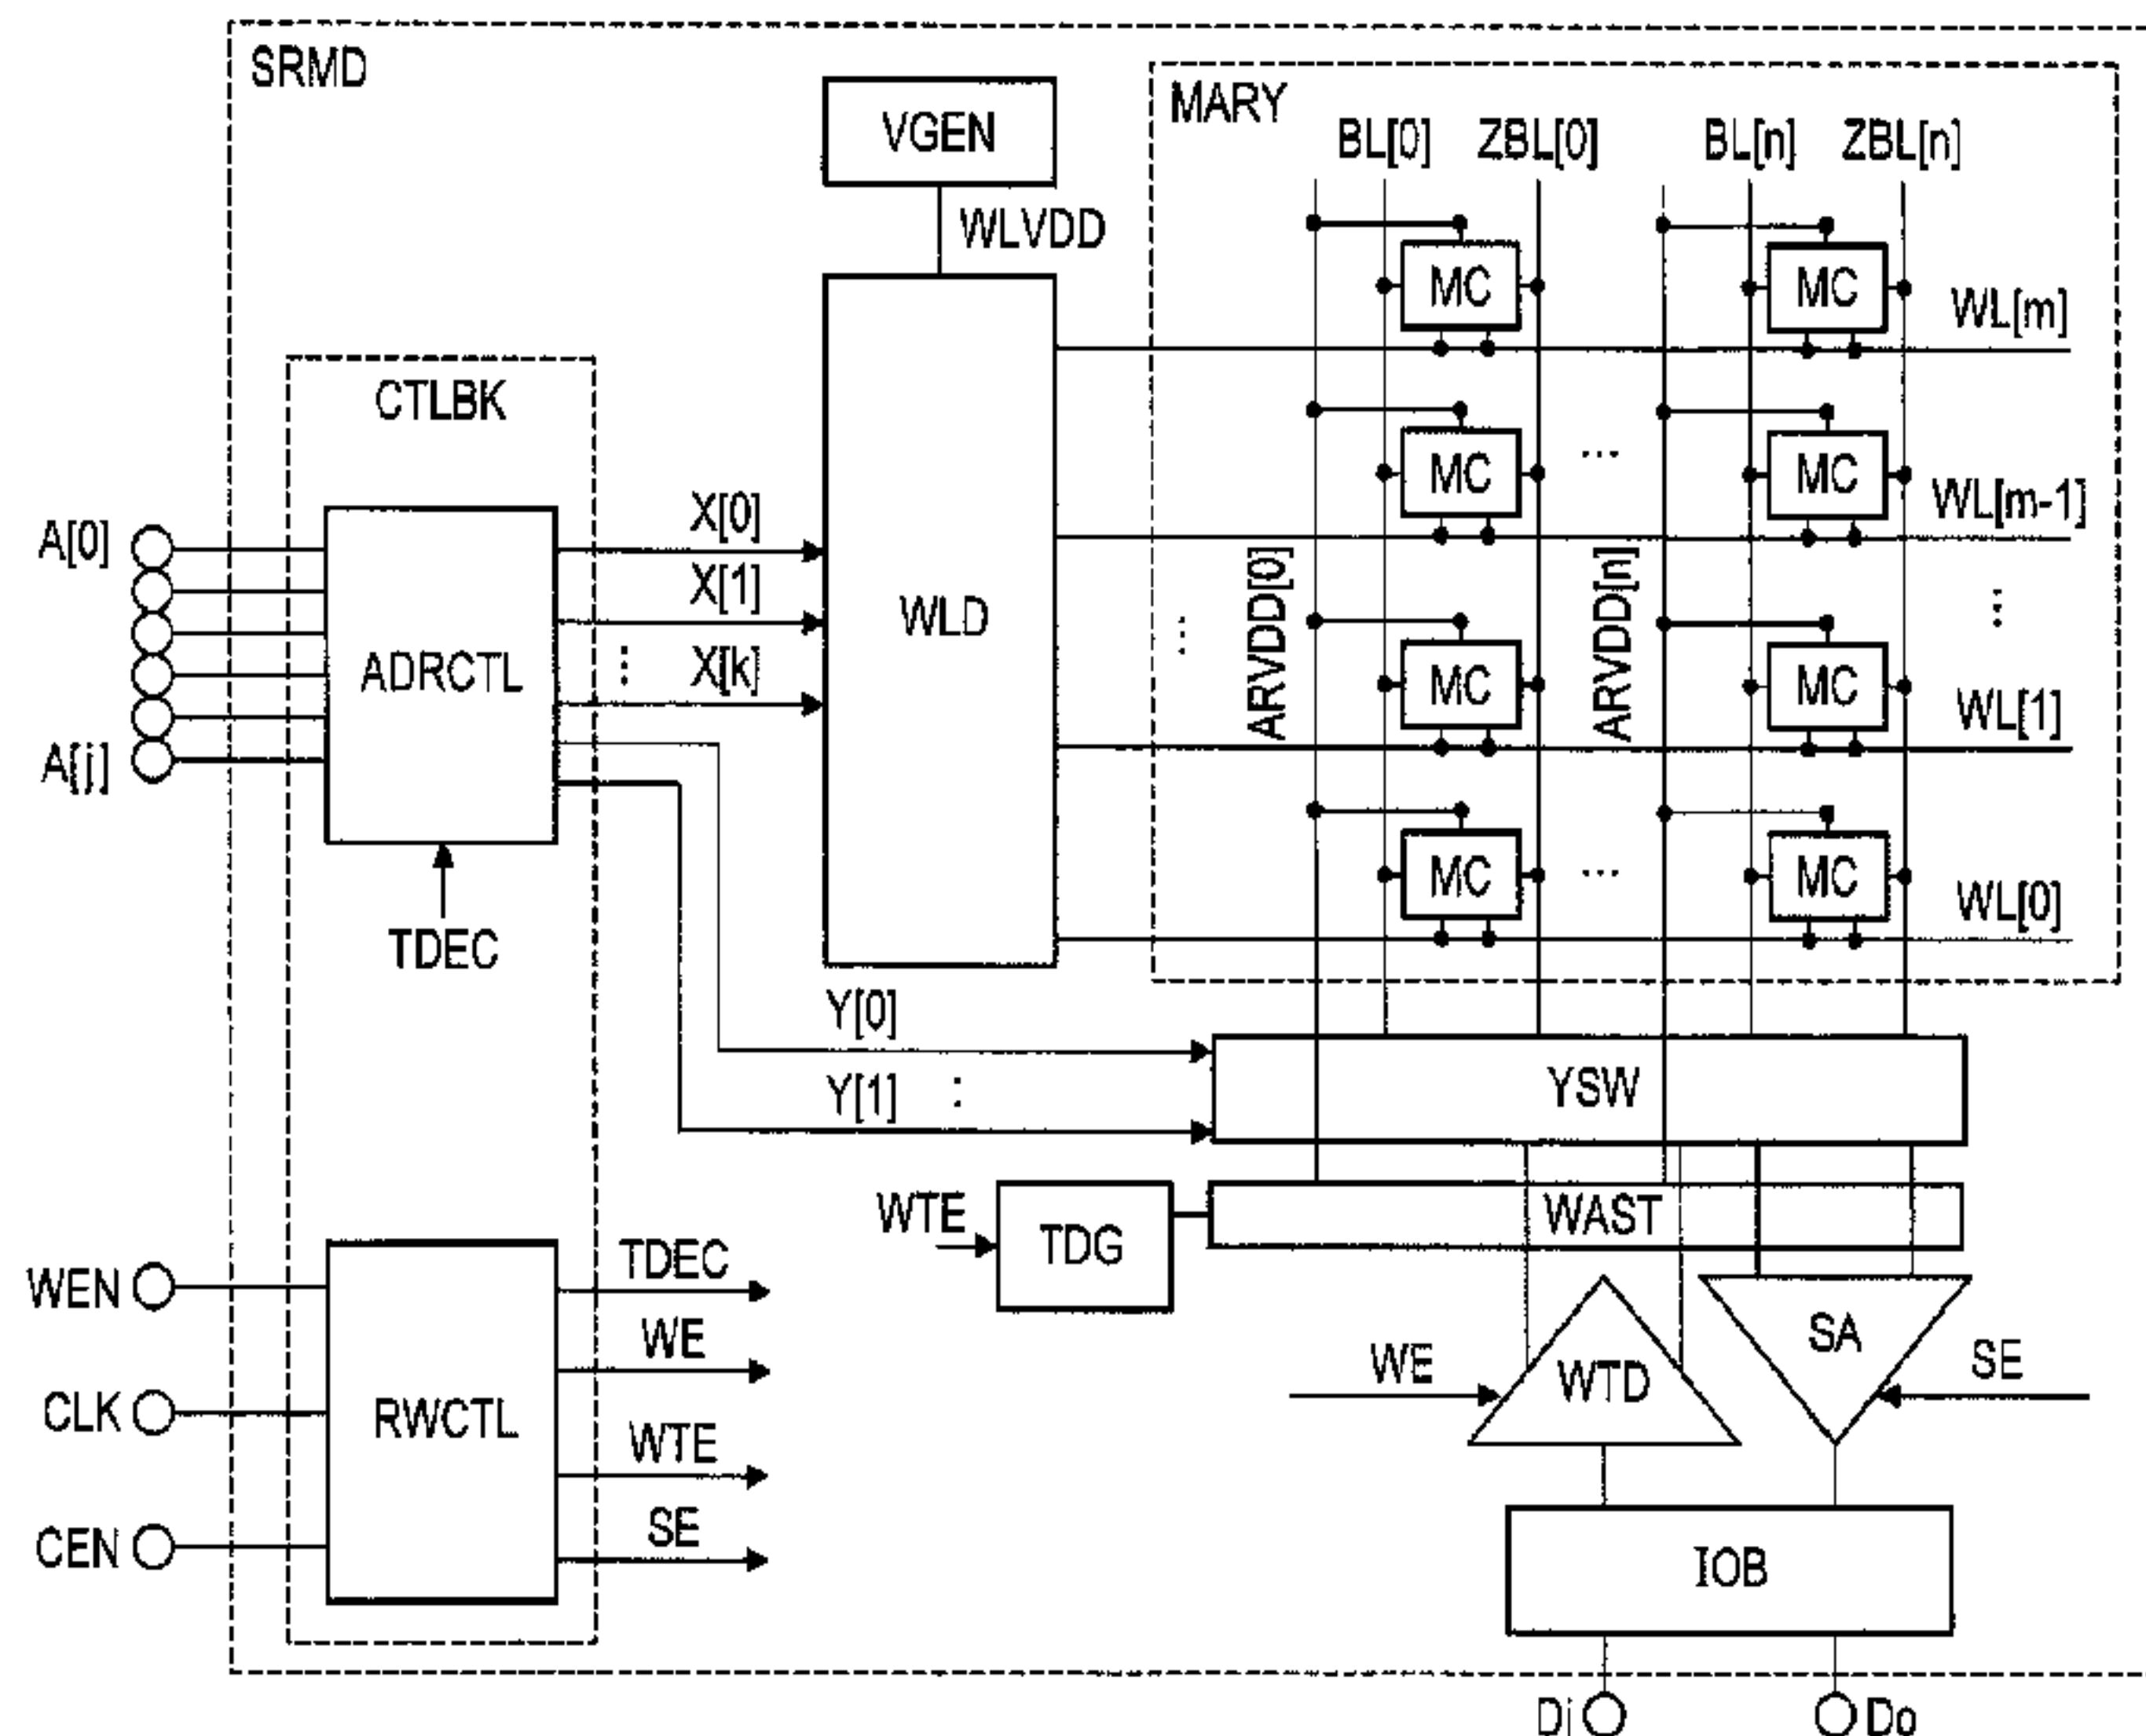 SRMD
VGEN
WLVDD
MARY
BL[0] ZBL[0] BL[n] ZBL[n]
MC MC
WL[m]
MC ... MC
WL[m-1]
CTLBK
A[0]
A[j]
ADRCTL
TDEC
X[0]
X[1]
⋮
X[k]
WLD
⋮
ARVDD[0]
ARVDD[n]
⋮
MC MC
WL[1]
MC ... MC
WL[0]
Y[0]
Y[1] :
YSW
WTE
TDG
WAST
WEN
CLK
CEN
RWCTL
TDEC
WE
WTE
SE
WE
WTD
SA
SE
IOB
Di
Do